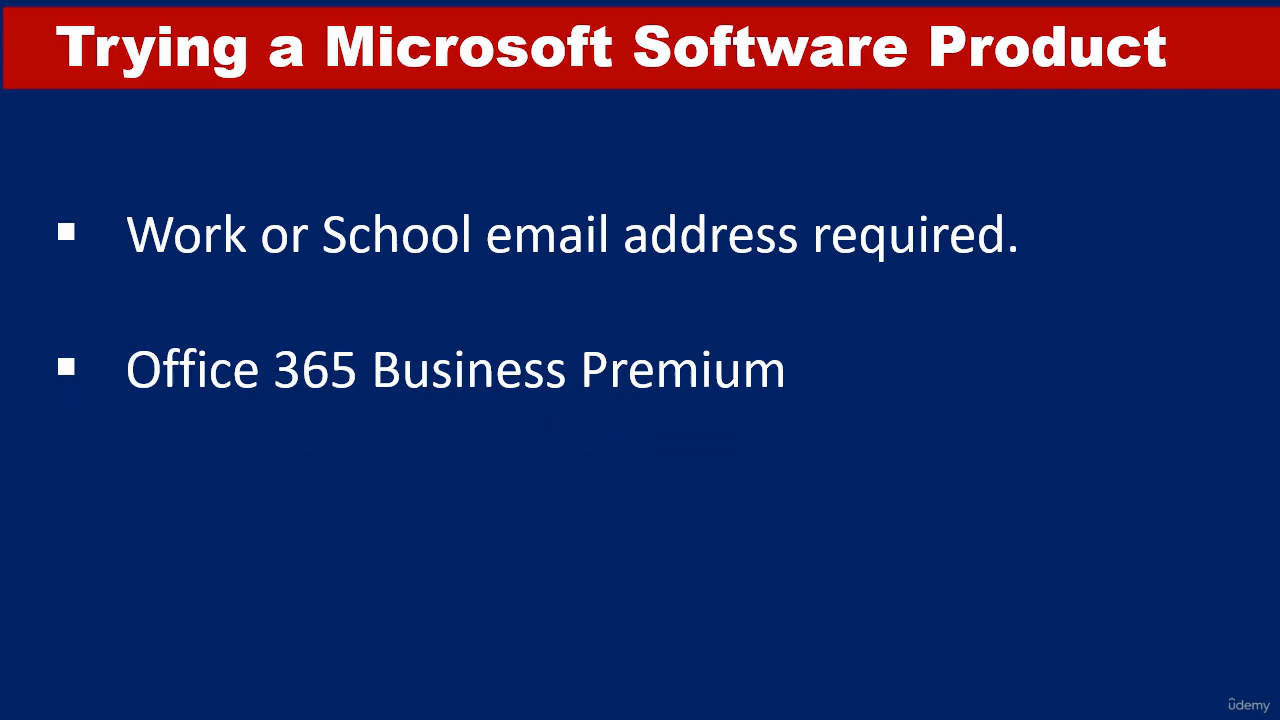 Trying a Microsoft Software Product
▪ Work or School email address required.
▪ Office 365 Business Premium
ûdemy